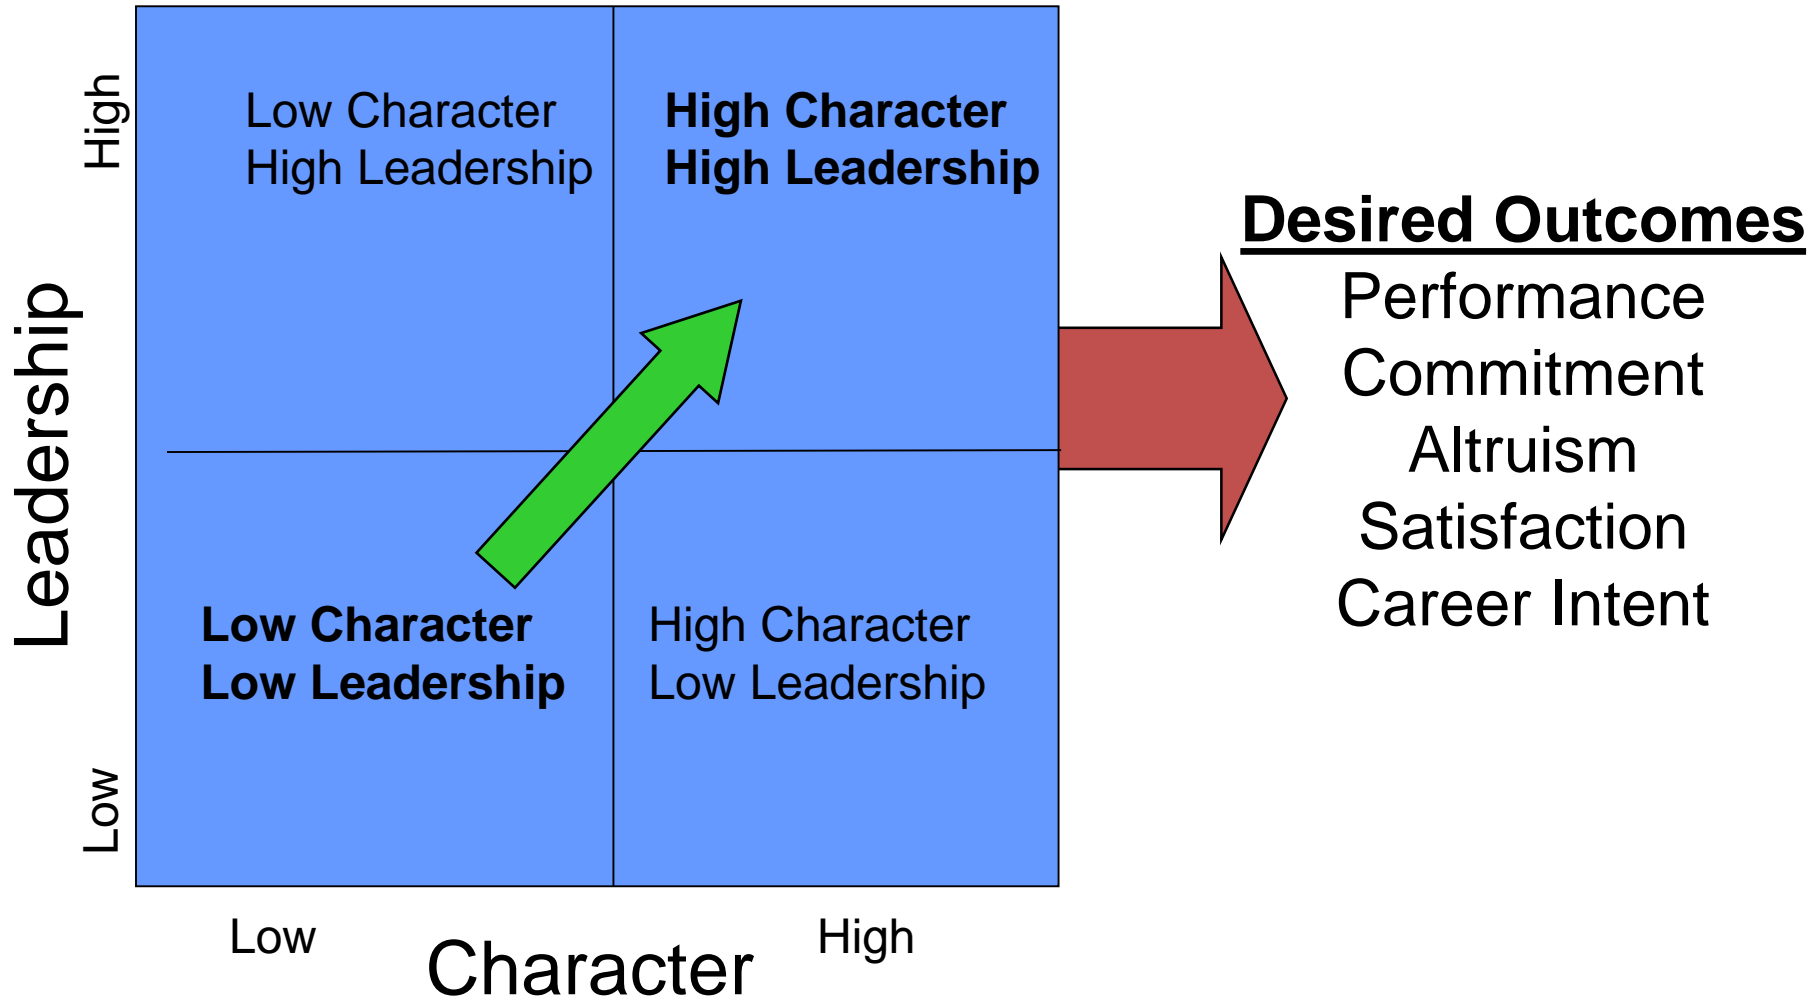 Leadership
High
Low
Low Character
High Leadership
High Character
High Leadership
Low Character
Low Leadership
High Character
Low Leadership
Low
High
Character
Desired Outcomes
Performance
Commitment
Altruism
Satisfaction
Career Intent